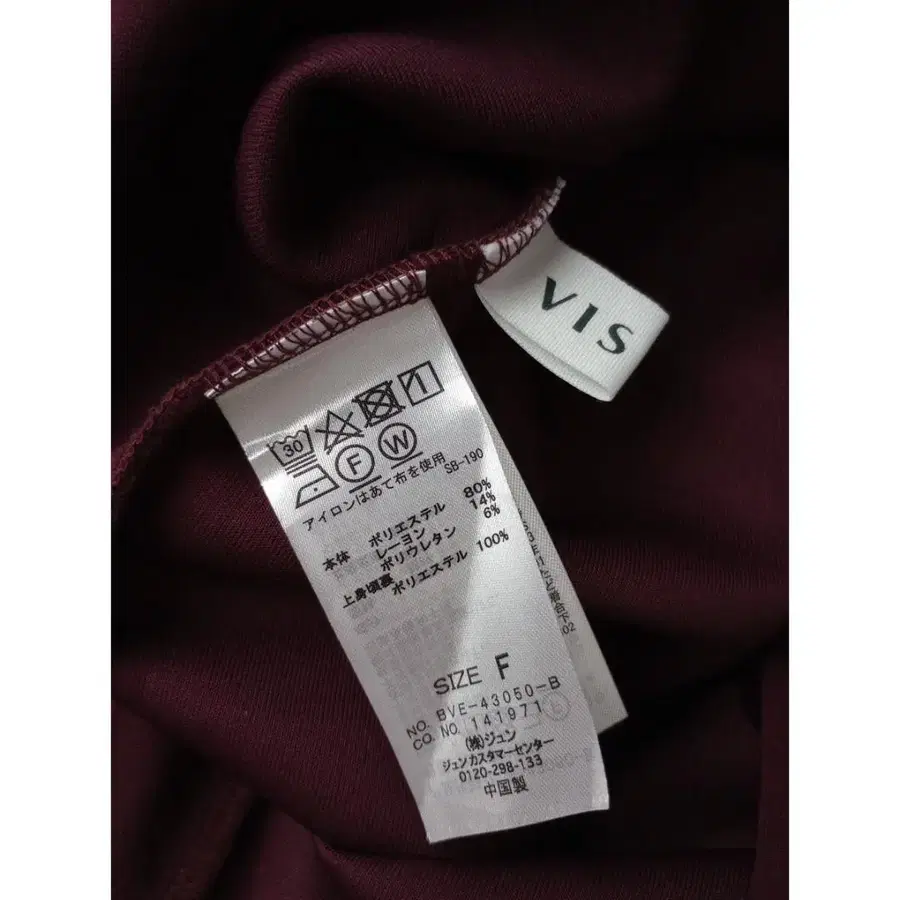 VIS
30
F W
アイロンはあて布を使用 SB-190
本体 ポリエステル 80%
レーヨン 14%
ポリウレタン 6%
上身頃裏 ポリエステル 100%
SIZE F
NO. BVE-43050-B
CO. NO. 141971
(株)ジュン
ジュンカスタマーセンター
0120-298-133
中国製